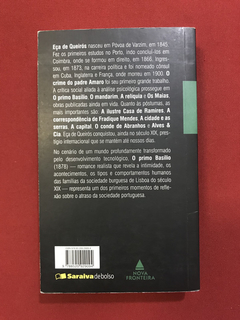 Eça de Queirós nasceu em Póvoa de Varzim, em 1845.
Fez os primeiros estudos no Porto, indo concluí-los em
Coimbra, onde se formou em direito, em 1866. Ingres-
sou, em 1873, na carreira política e foi nomeado cônsul
em Cuba, Inglaterra e França, onde morreu em 1900. O
crime do padre Amaro foi seu primeiro grande trabalho.
A crítica social aliada à análise psicológica prossegue em
O primo Basílio, O mandarim, A relíquia e Os Maias,
obras publicadas ainda em vida. Quanto às póstumas, as
mais importantes são: A ilustre Casa de Ramires, A
correspondência de Fradique Mendes, A cidade e as
serras, A capital, O conde de Abranhos e Alves &
Cia. Eça de Queirós conquistou, ainda no século XIX, pres-
tígio internacional que se mantém até nossos dias.
No cenário de um mundo profundamente transformado
pelo desenvolvimento tecnológico, O primo Basílio
(1878) — romance que revela a intimidade, os aconteci-
mentos, os tipos e comportamentos humanos
das famílias da sociedade burguesa de Lisboa do século
XIX — representa um dos primeiros momentos de refle-
xão sobre o atraso da sociedade portuguesa.
Saraiva de bolso
NOVA
FRONTEIRA